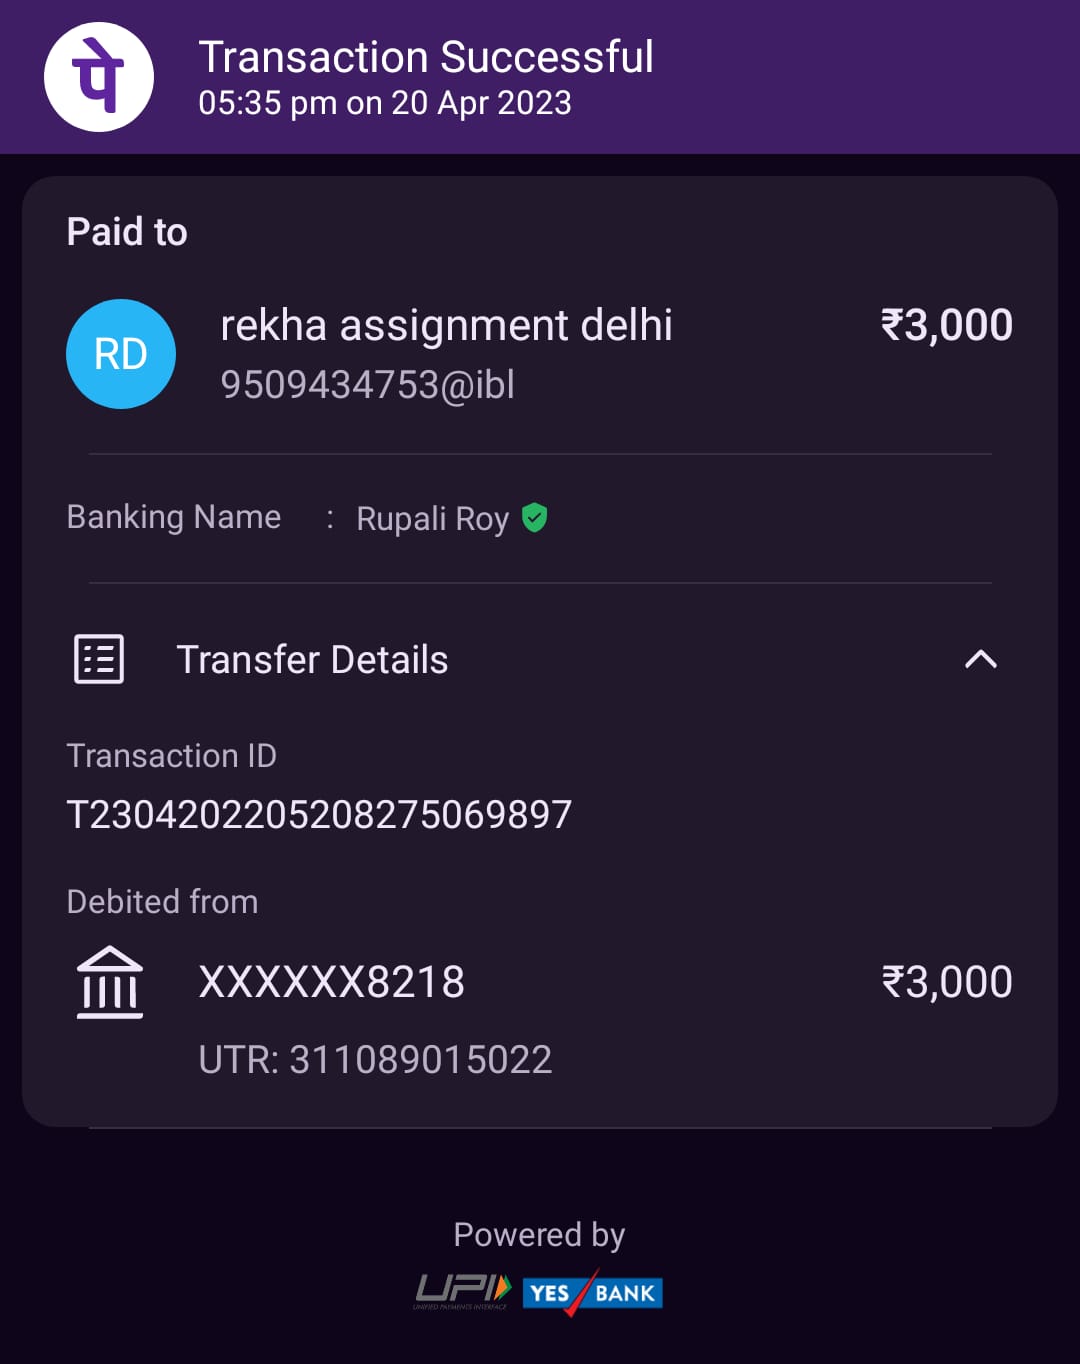 पे
Transaction Successful
05:35 pm on 20 Apr 2023
Paid to
RD
rekha assignment delhi
₹3,000
9509434753@ibl
Banking Name : Rupali Roy
Transfer Details
Transaction ID
T2304202205208275069897
Debited from
XXXXXX8218
₹3,000
UTR: 311089015022
Powered by
UPI
UNIFIED PAYMENTS INTERFACE
YES BANK